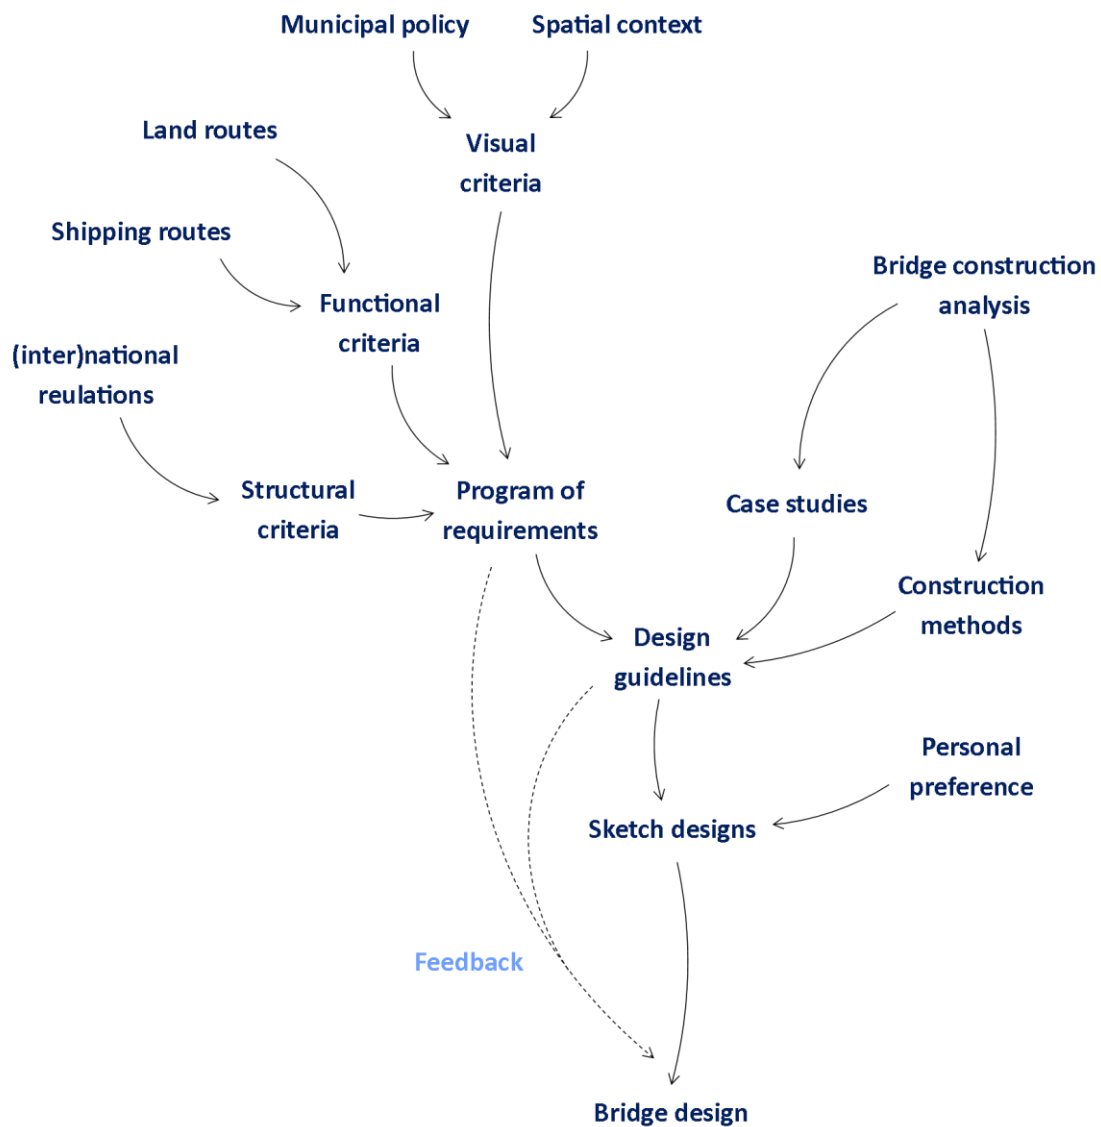 Municipal policy
Spatial context
Land routes
Visual
criteria
Shipping routes
Bridge construction
analysis
Functional
criteria
(inter)national
reulations
Structural
criteria
Program of
requirements
Case studies
Construction
methods
Design
guidelines
Personal
preference
Sketch designs
Feedback
Bridge design